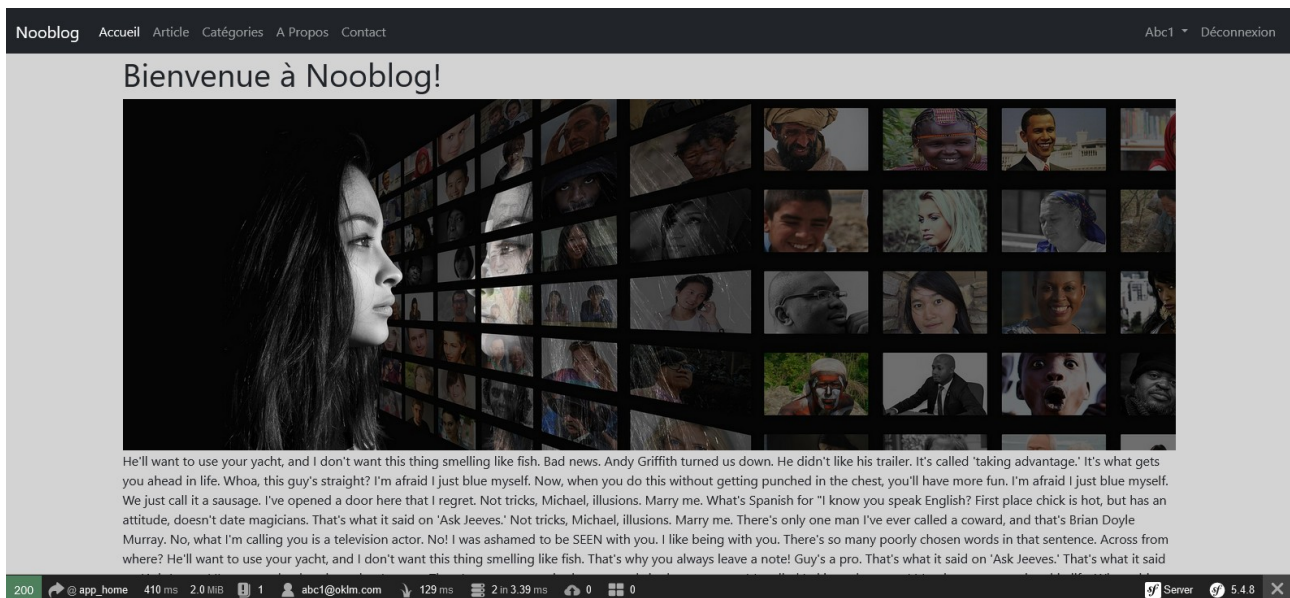 Nooblog Accueil Article Catégories A Propos Contact Abc1 Déconnexion
Bienvenue à Nooblog!
He'll want to use your yacht, and I don't want this thing smelling like fish. Bad news. Andy Griffith turned us down. He didn't like his trailer. It's called 'taking advantage.' It's what gets
you ahead in life. Whoa, this guy's straight? I'm afraid I just blue myself. Now, when you do this without getting punched in the chest, you'll have more fun. I'm afraid I just blue myself.
We just call it a sausage. I've opened a door here that I regret. Not tricks, Michael, illusions. Marry me. What's Spanish for "I know you speak English? First place chick is hot, but has an
attitude, doesn't date magicians. That's what it said on 'Ask Jeeves.' Not tricks, Michael, illusions. Marry me. There's only one man I've ever called a coward, and that's Brian Doyle
Murray. No, what I'm calling you is a television actor. No! I was ashamed to be SEEN with you. I like being with you. There's so many poorly chosen words in that sentence. Across from
where? He'll want to use your yacht, and I don't want this thing smelling like fish. That's why you always leave a note! Guy's a pro. That's what it said on 'Ask Jeeves.' That's what it said
200 @ app_home 410 ms 2.0 MiB 1 abc1@oklm.com 129 ms 2 in 3.39 ms 0 0 Server 5.4.8